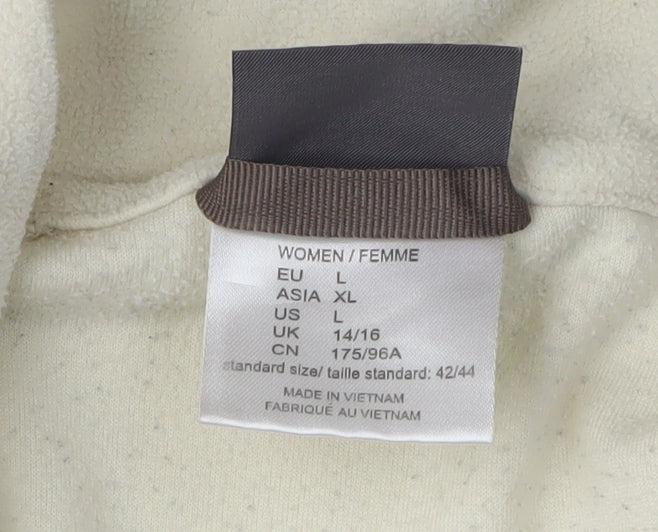 WOMEN / FEMME
EU L
ASIA XL
US L
UK 14/16
CN 175/96A
standard size/ taille standard: 42/44
MADE IN VIETNAM
FABRIQUÉ AU VIETNAM